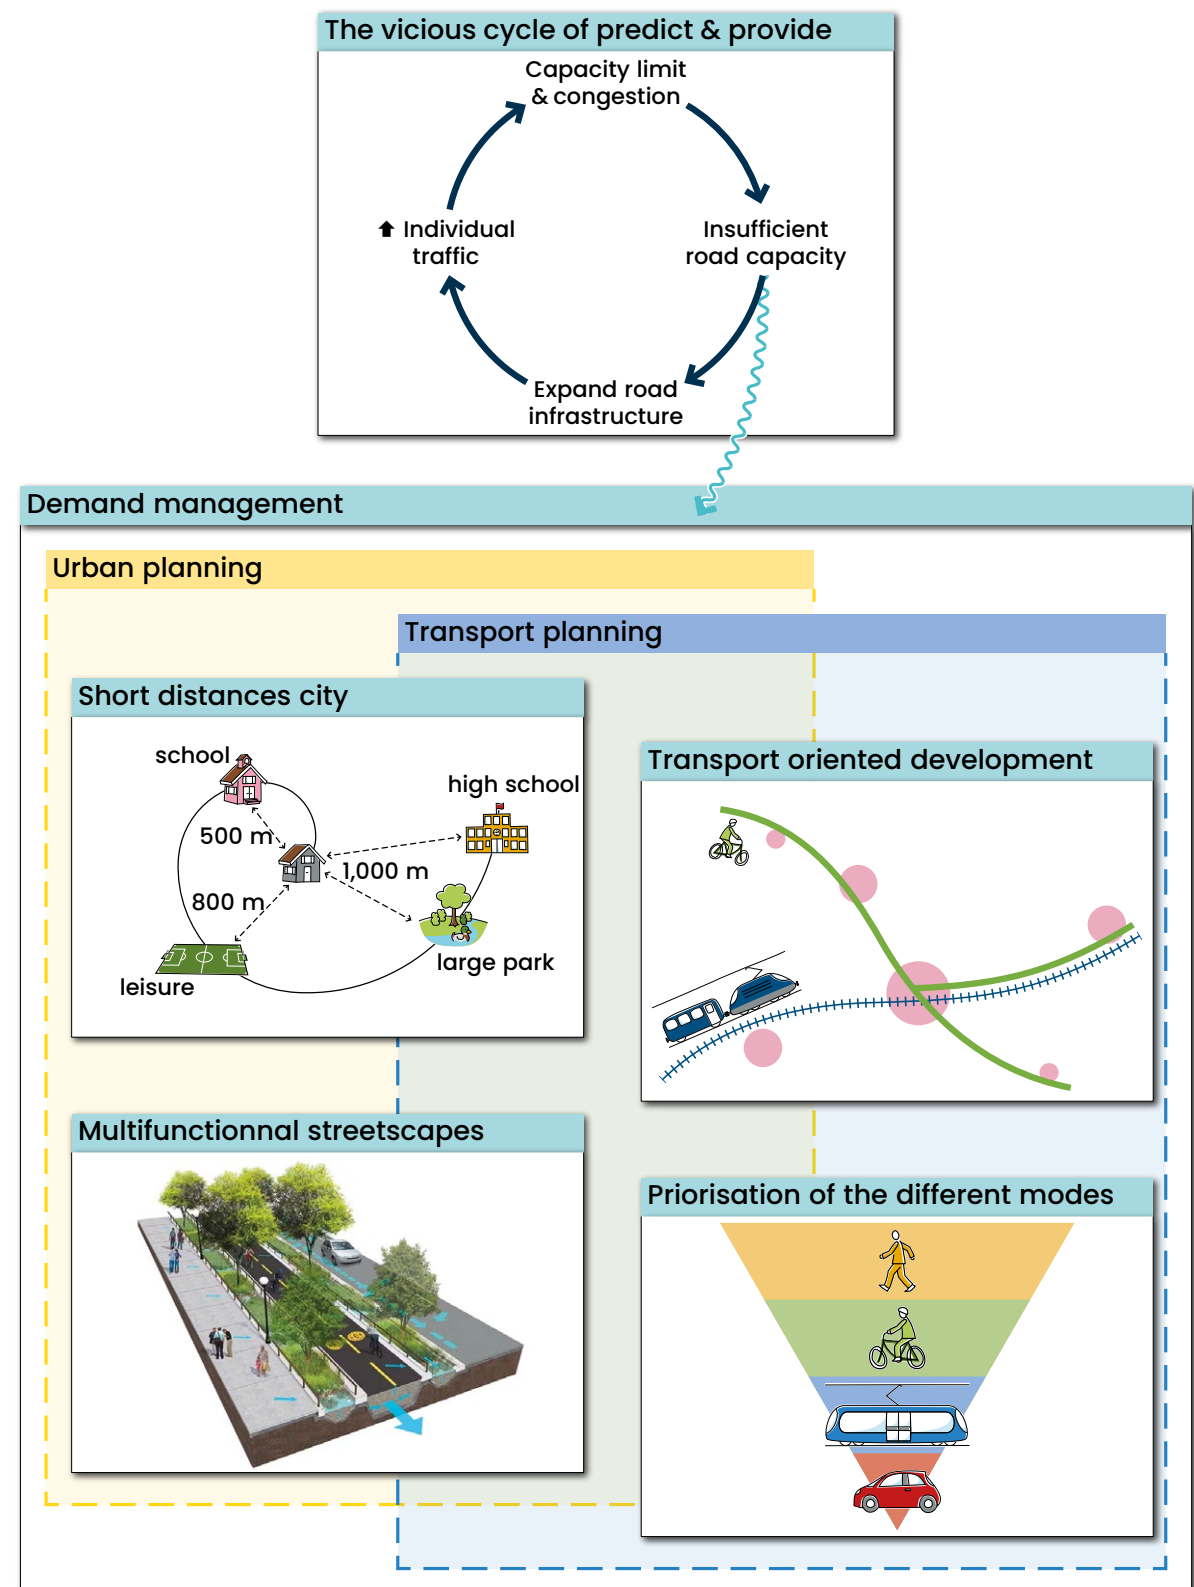 The vicious cycle of predict & provide
Capacity limit
& congestion
Insufficient
road capacity
Expand road
infrastructure
⬆ Individual
traffic
Demand management
Urban planning
Transport planning
Short distances city
school
high school
500 m
1,000 m
800 m
large park
leisure
Transport oriented development
Multifunctionnal streetscapes
Priorisation of the different modes